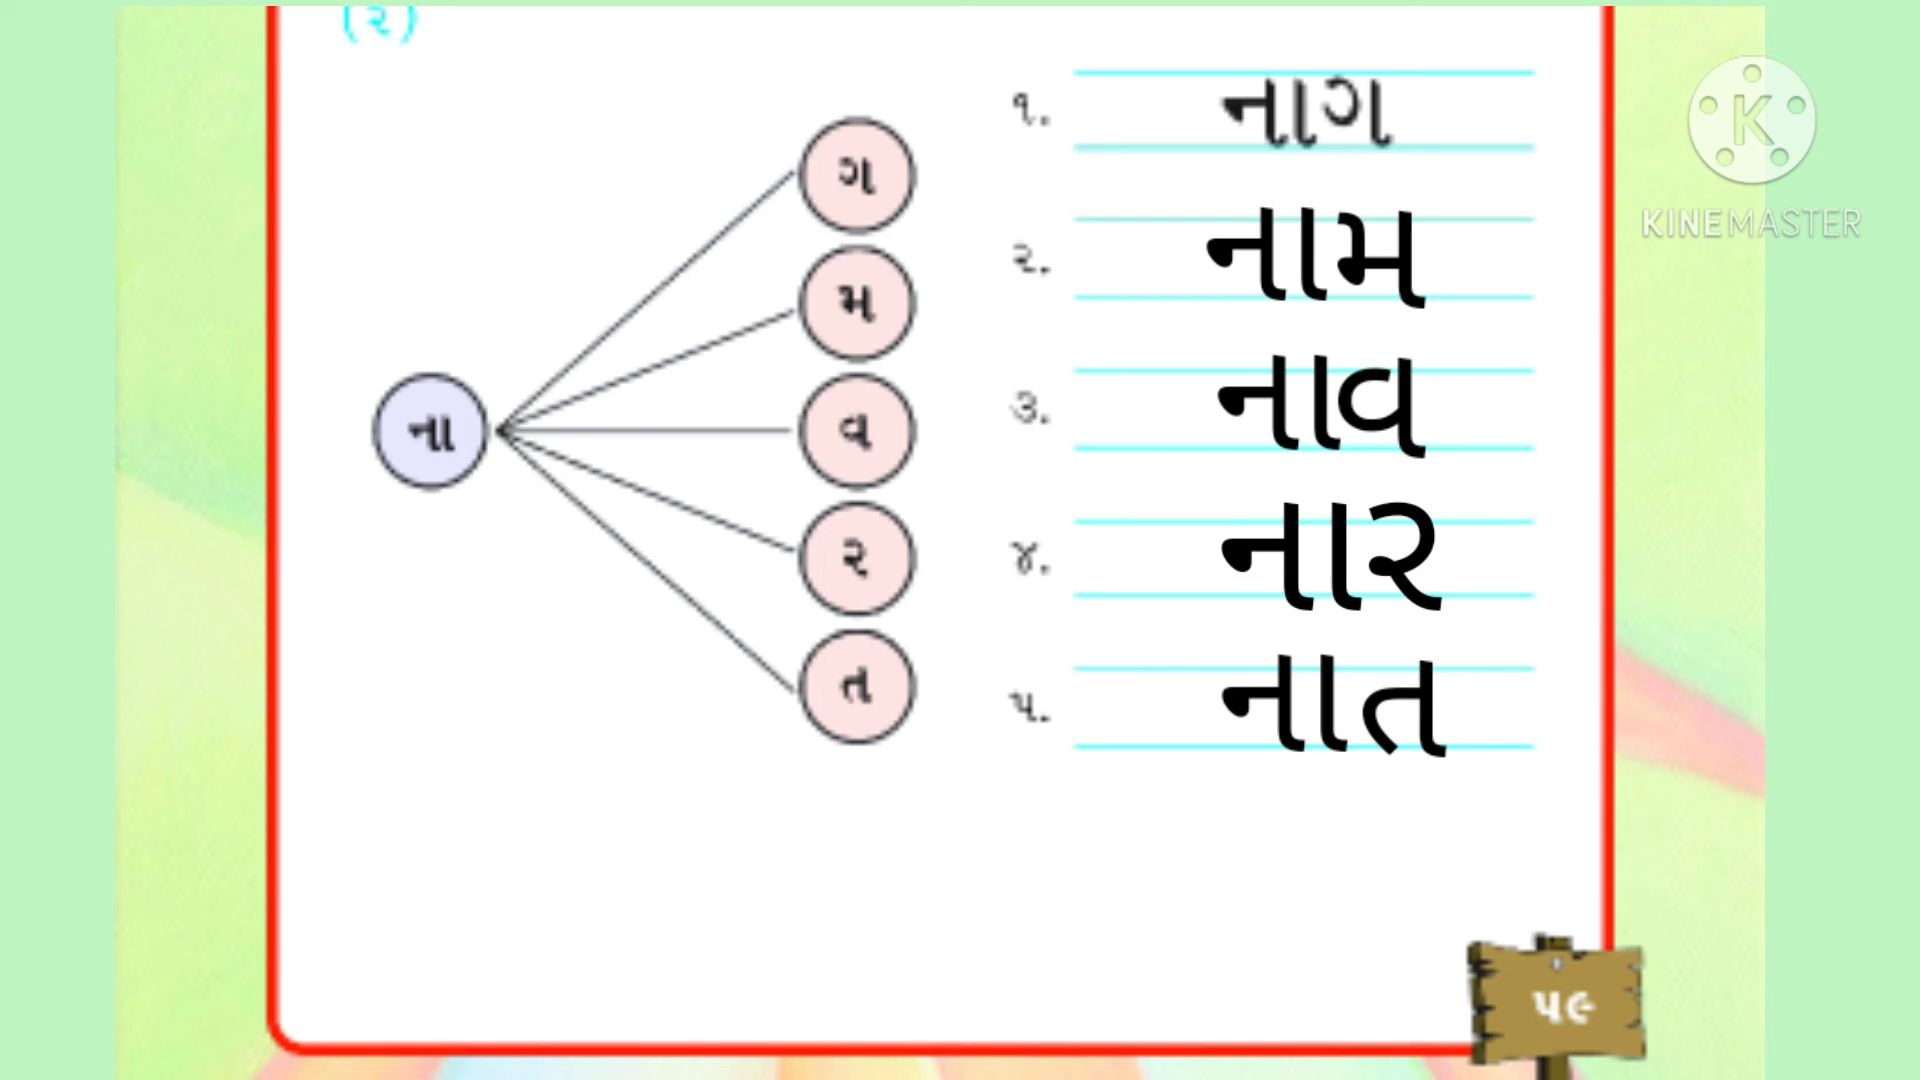 (૨)
ગ
મ
વ
ર
ત
ના
૧. નાગ
૨. નામ
૩. નાવ
૪. નાર
૫. નાત
KINEMASTER
૫૯